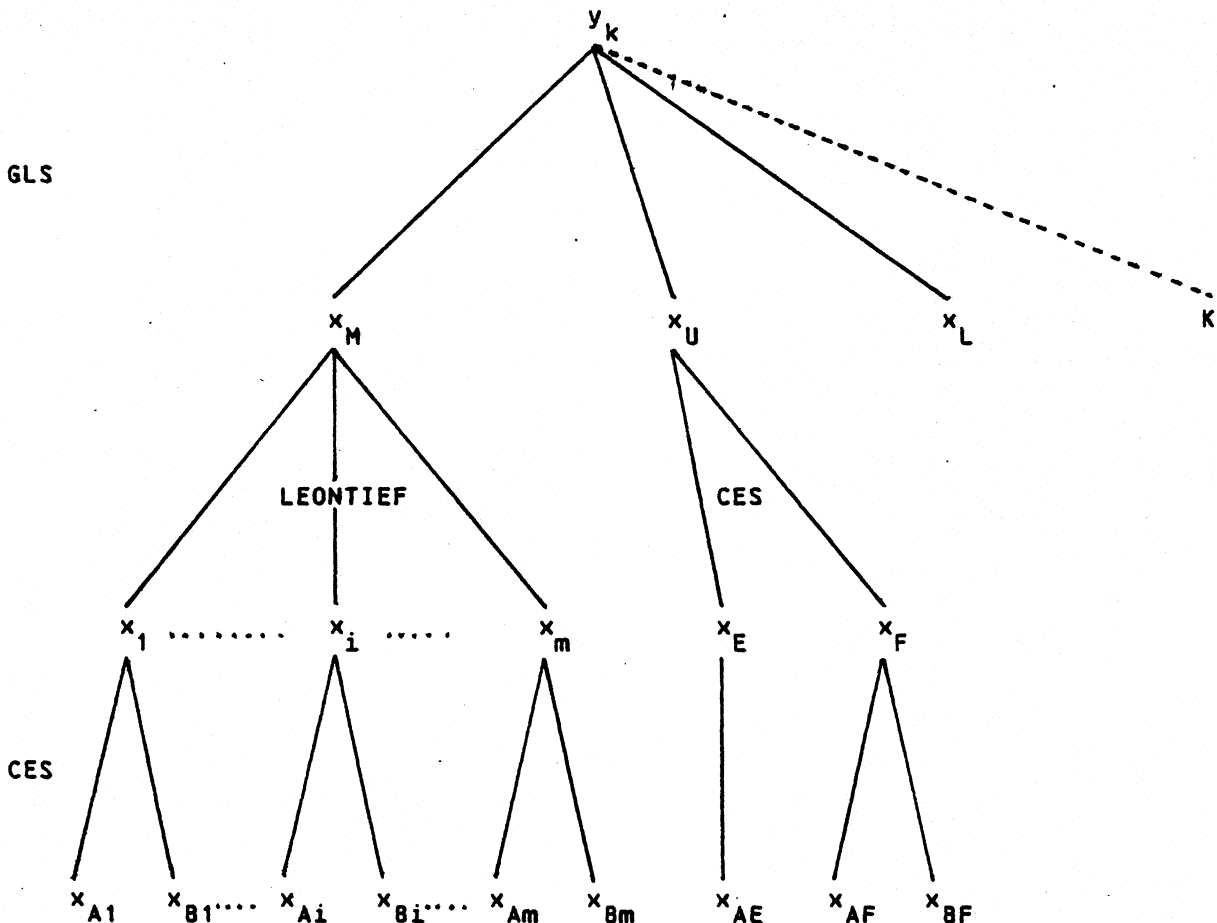 y_k
GLS
x_M x_U x_L K
LEONTIEF CES
x_1 ........ x_i ..... x_m x_E x_F
CES
x_A1 x_B1 .... x_Ai x_Bi .... x_Am x_Bm x_AE x_AF x_BF